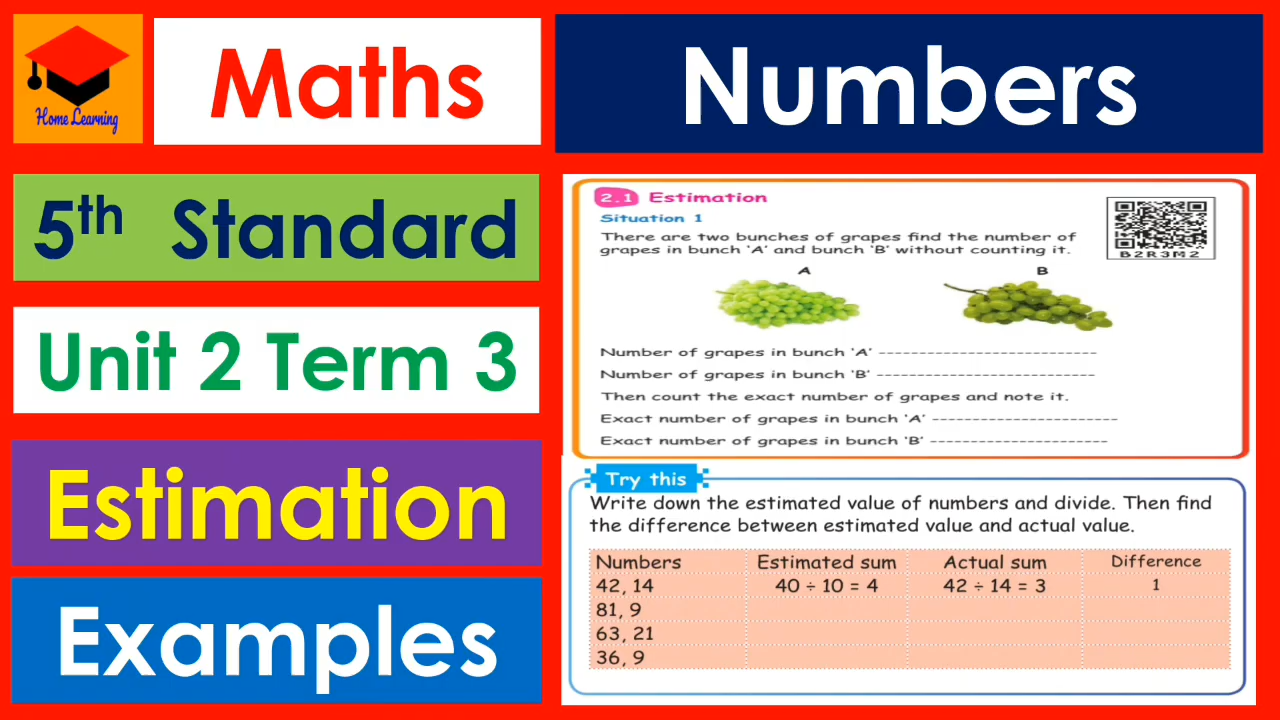 Home Learning
Maths
5th Standard
Unit 2 Term 3
Estimation
Examples
Numbers
2.1 Estimation
Situation 1
There are two bunches of grapes find the number of
grapes in bunch 'A' and bunch 'B' without counting it.
B2R3M2
A B
Number of grapes in bunch 'A' ---------------------------
Number of grapes in bunch 'B' ---------------------------
Then count the exact number of grapes and note it.
Exact number of grapes in bunch 'A' -----------------------
Exact number of grapes in bunch 'B' ----------------------
Try this
Write down the estimated value of numbers and divide. Then find
the difference between estimated value and actual value.
Numbers Estimated sum Actual sum Difference
42, 14 40 ÷ 10 = 4 42 ÷ 14 = 3 1
81, 9
63, 21
36, 9